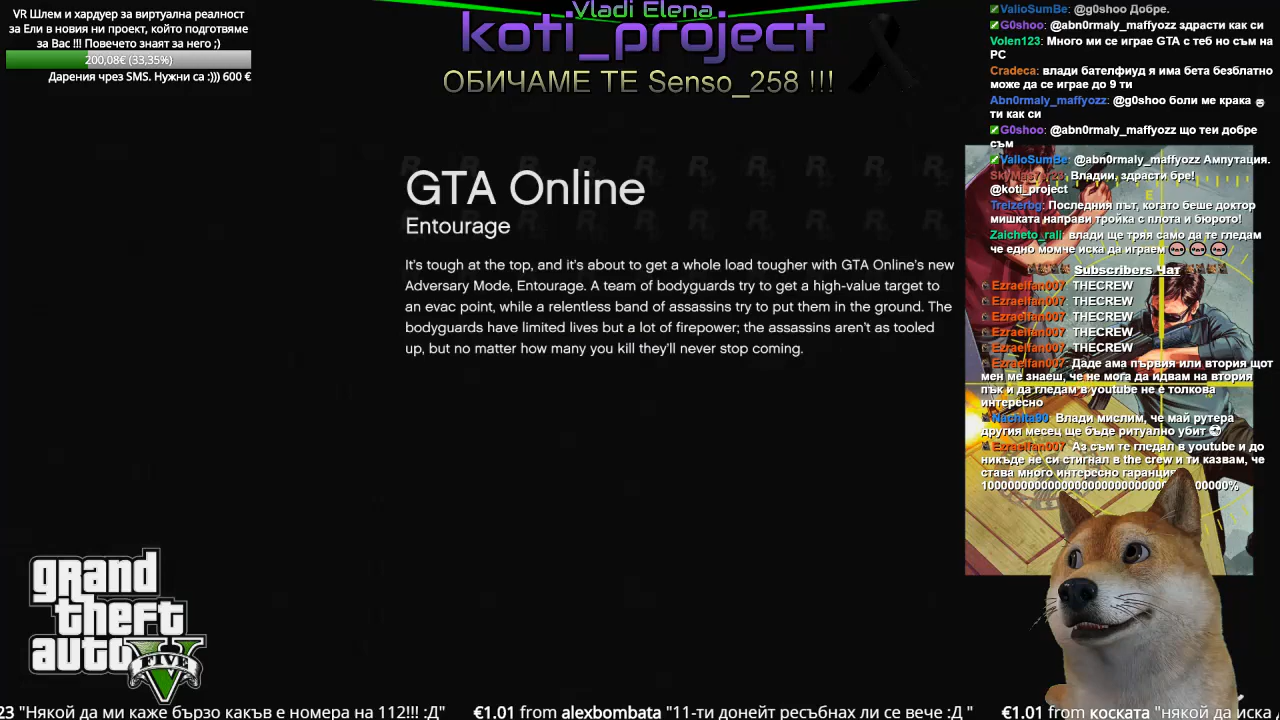 VR Шлем и хардуер за виртуална реалност
за Ели в новия ни проект, който подготвяме
за Вас !!! Повечето знаят за него ;)
200,08€ (33,35%)
Дарения чрез SMS. Нужни са :))) 600 €
Vladi Elena
koti_project
ОБИЧАМЕ ТЕ Senso_258 !!!
GTA Online
Entourage
It's tough at the top, and it's about to get a whole load tougher with GTA Online's new
Adversary Mode, Entourage. A team of bodyguards try to get a high-value target to
an evac point, while a relentless band of assassins try to put them in the ground. The
bodyguards have limited lives but a lot of firepower; the assassins aren't as tooled
up, but no matter how many you kill they'll never stop coming.
ValioSumBe: @g0shoo Добре.
G0shoo: @abn0rmaly_maffyozz здрасти как си
Volen123: Много ми се играе GTA с теб но съм на
PC
Cradeca: влади бателфиуд я има бета безблатно
може да се играе до 9 ти
Abn0rmaly_maffyozz: @g0shoo боли ме крака
ти как си
G0shoo: @abn0rmaly_maffyozz що теи добре
съм
ValioSumBe: @abn0rmaly_maffyozz Ампутация.
Владии, здрасти бре!
@koti_project
Treizerbg: Последния път, когато беше доктор
мишката направи тройка с плота и бюрото!
Zaicheto_rali: влади ще тряя само да те гледам
че едно момче иска да играем
Subscribers Чат
Ezraelfan007: THECREW
Ezraelfan007: THECREW
Ezraelfan007: THECREW
Ezraelfan007: THECREW
Ezraelfan007: THECREW
Ezraelfan007: Даде ама първия или втория щот
мен ме знаеш, че не мога да идвам на втория
пък и да гледам в youtube не е толкова
интересно
Nachita90: Влади мислим, че май рутера
другия месец ще бъде ритуално убит
Ezraelfan007: Аз съм те гледал в youtube и до
никъде не си стигнал в the crew и ти казвам, че
става много интересно гаранция
grand
theft
auto
FIVE
23 "Някой да ми каже бързо какъв е номера на 112!!! :Д" €1.01 from alexbombata "11-ти донейт ресъбнах ли се вече :Д " €1.01 from коската "някой да иска